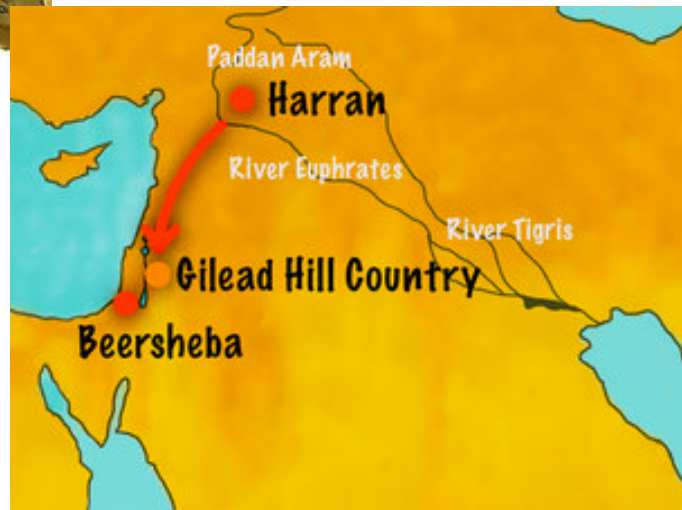 Paddan Aram
Harran
River Euphrates
River Tigris
Gilead Hill Country
Beersheba